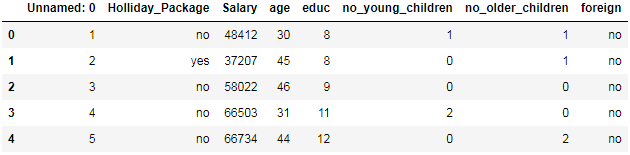 Unnamed: 0 Holliday_Package Salary age educ no_young_children no_older_children foreign
0 1 no 48412 30 8 1 1 no
1 2 yes 37207 45 8 0 1 no
2 3 no 58022 46 9 0 0 no
3 4 no 66503 31 11 2 0 no
4 5 no 66734 44 12 0 2 no